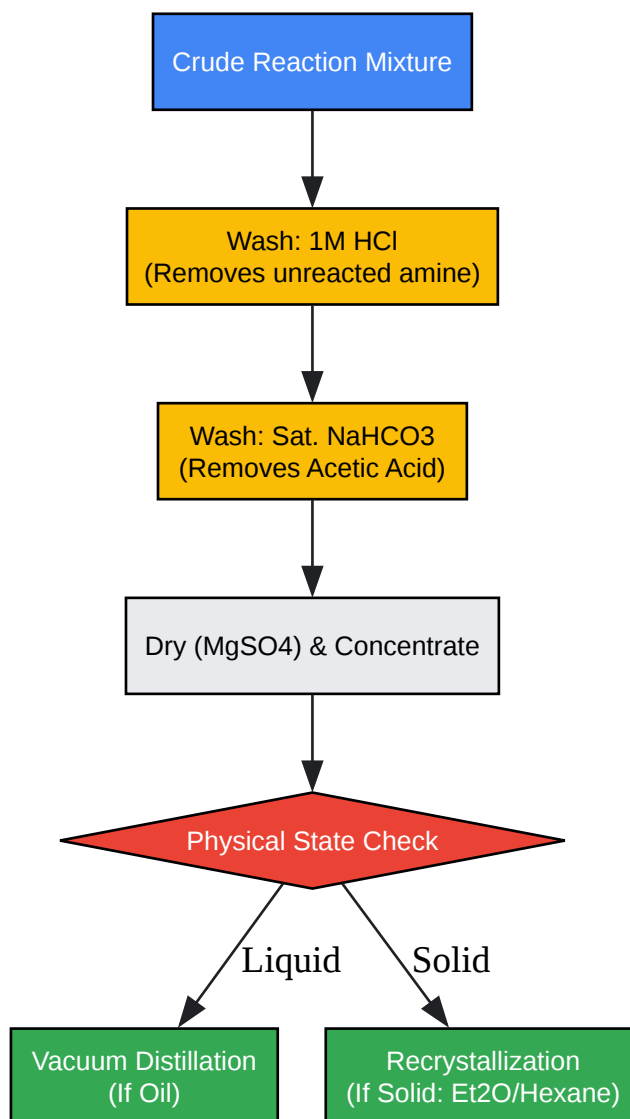 Crude Reaction Mixture
Wash: 1M HCl
(Removes unreacted amine)
Wash: Sat. NaHCO3
(Removes Acetic Acid)
Dry (MgSO4) & Concentrate
Physical State Check
Liquid
Solid
Vacuum Distillation
(If Oil)
Recrystallization
(If Solid: Et2O/Hexane)